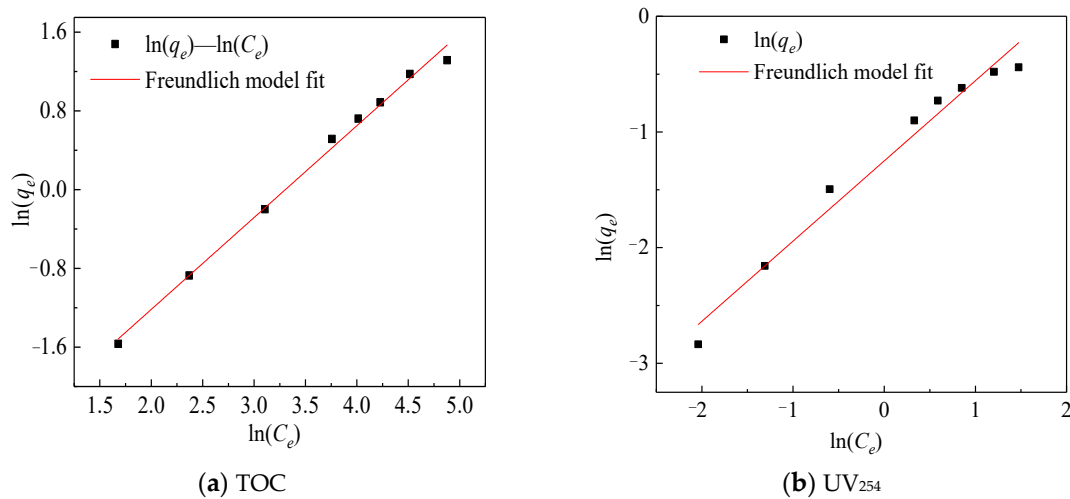 1.6
0.8
0.0
−0.8
−1.6
ln(qe)
ln(qe)—ln(Ce)
Freundlich model fit
1.5 2.0 2.5 3.0 3.5 4.0 4.5 5.0
ln(Ce)
(a) TOC
0
−1
−2
−3
ln(qe)
ln(qe)
Freundlich model fit
−2 −1 0 1 2
ln(Ce)
(b) UV254